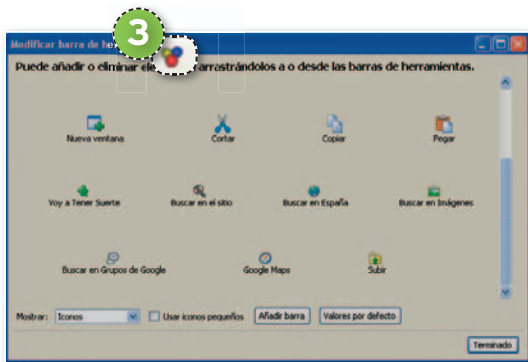 3
Modificar barra de he
Puede añadir o eliminar ele arrastrándolos a o desde las barras de herramientas.
Nueva ventana Cortar Copiar Pegar
Voy a Tener Suerte Buscar en el sitio Buscar en España Buscar en Imágenes
Buscar en Grupos de Google Google Maps Subir
Mostrar: Iconos Usar iconos pequeños Añadir barra Valores por defecto
Terminado